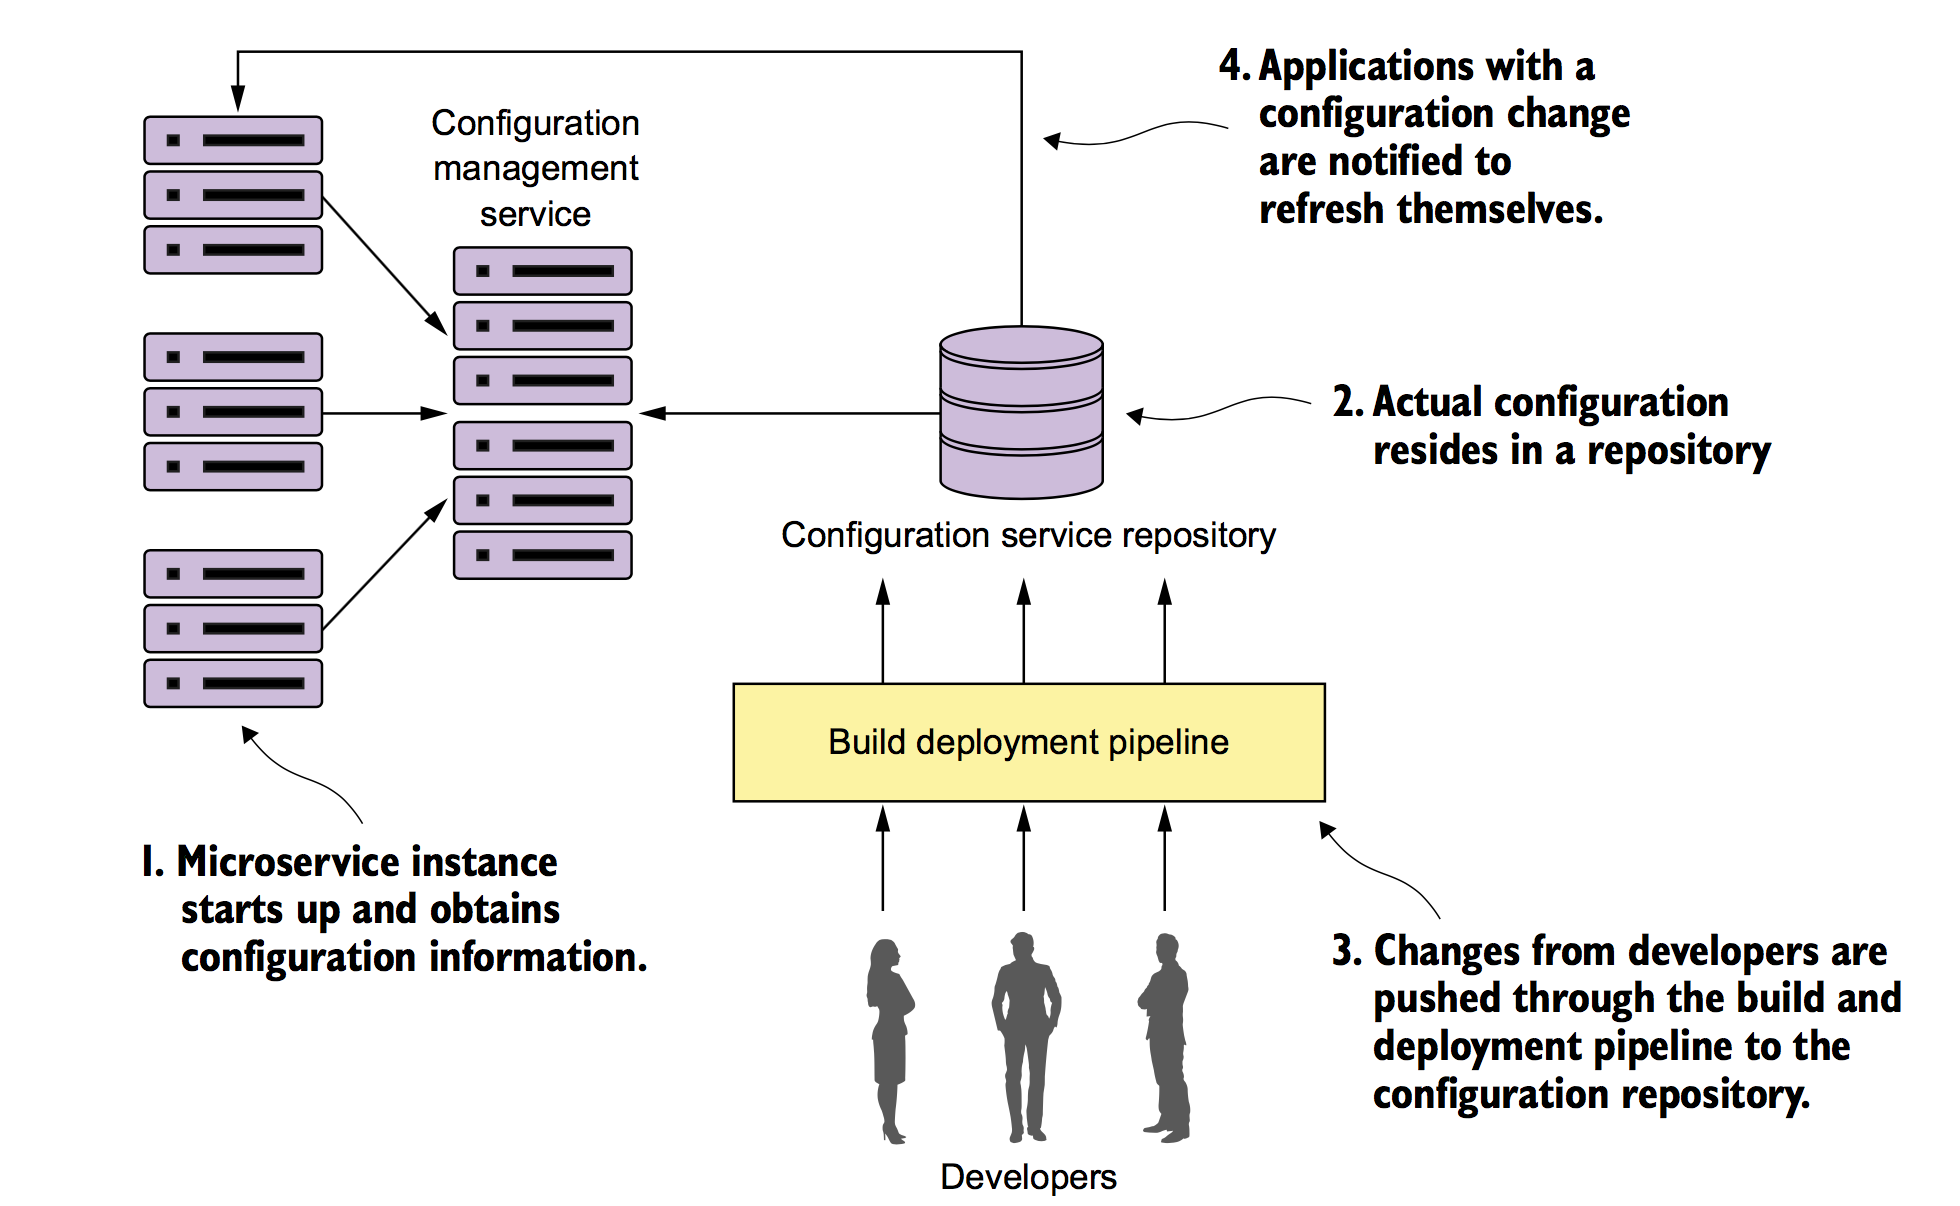 Configuration
management
service
4. Applications with a
configuration change
are notified to
refresh themselves.
2. Actual configuration
resides in a repository
Configuration service repository
Build deployment pipeline
1. Microservice instance
starts up and obtains
configuration information.
3. Changes from developers are
pushed through the build and
deployment pipeline to the
configuration repository.
Developers